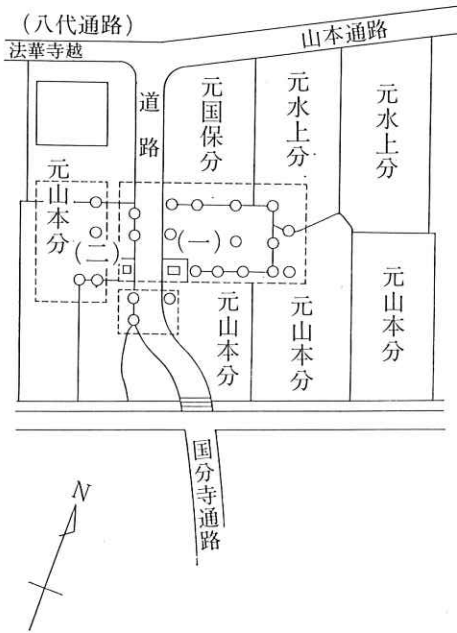 (八代通路)
法華寺越
山本通路
道路
元国保分
元水上分
元水上分
元山本分
(二)
(一)
元山本分
元山本分
元山本分
国分寺通路
N